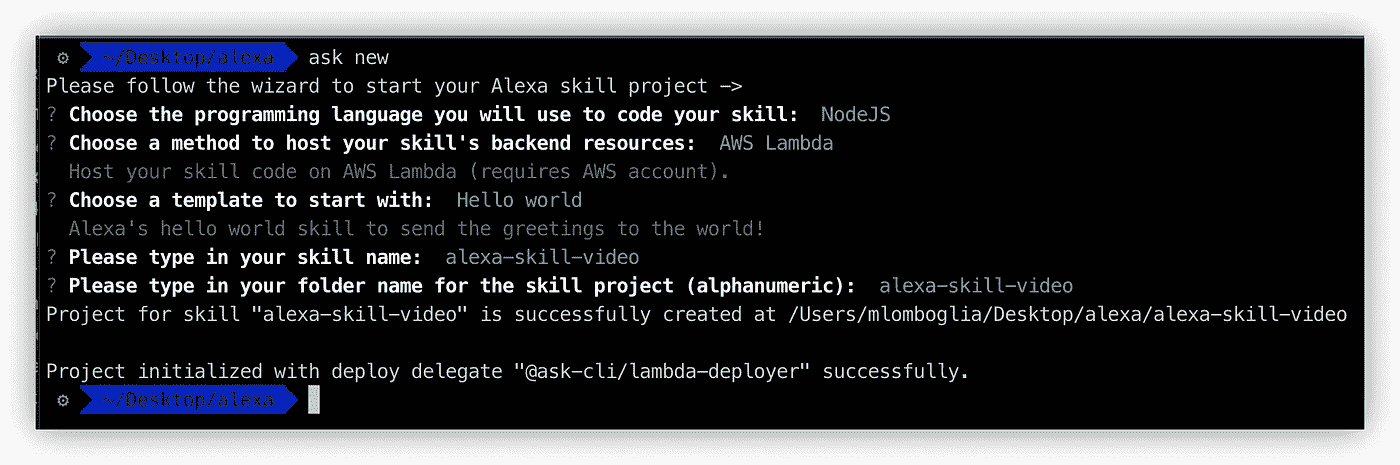 ~/Desktop/alexa ask new
Please follow the wizard to start your Alexa skill project ->
? Choose the programming language you will use to code your skill: NodeJS
? Choose a method to host your skill's backend resources: AWS Lambda
Host your skill code on AWS Lambda (requires AWS account).
? Choose a template to start with: Hello world
Alexa's hello world skill to send the greetings to the world!
? Please type in your skill name: alexa-skill-video
? Please type in your folder name for the skill project (alphanumeric): alexa-skill-video
Project for skill "alexa-skill-video" is successfully created at /Users/mlomboglia/Desktop/alexa/alexa-skill-video
Project initialized with deploy delegate "@ask-cli/lambda-deployer" successfully.
~/Desktop/alexa